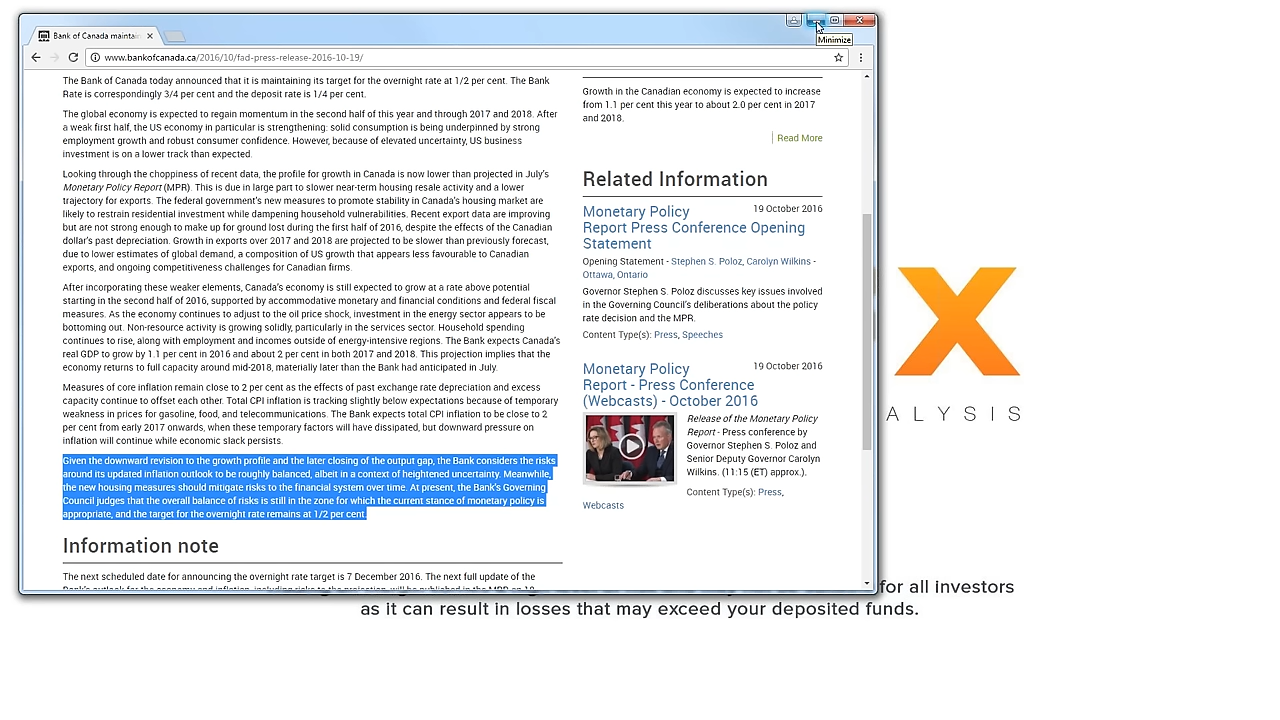 Bank of Canada maintain
Minimize
www.bankofcanada.ca/2016/10/fad-press-release-2016-10-19/
The Bank of Canada today announced that it is maintaining its target for the overnight rate at 1/2 per cent. The Bank
Rate is correspondingly 3/4 per cent and the deposit rate is 1/4 per cent.
The global economy is expected to regain momentum in the second half of this year and through 2017 and 2018. After
a weak first half, the US economy in particular is strengthening: solid consumption is being underpinned by strong
employment growth and robust consumer confidence. However, because of elevated uncertainty, US business
investment is on a lower track than expected.
Looking through the choppiness of recent data, the profile for growth in Canada is now lower than projected in July's
Monetary Policy Report (MPR). This is due in large part to slower near-term housing resale activity and a lower
trajectory for exports. The federal government's new measures to promote stability in Canada's housing market are
likely to restrain residential investment while dampening household vulnerabilities. Recent export data are improving
but are not strong enough to make up for ground lost during the first half of 2016, despite the effects of the Canadian
dollar's past depreciation. Growth in exports over 2017 and 2018 are projected to be slower than previously forecast,
due to lower estimates of global demand, a composition of US growth that appears less favourable to Canadian
exports, and ongoing competitiveness challenges for Canadian firms.
After incorporating these weaker elements, Canada's economy is still expected to grow at a rate above potential
starting in the second half of 2016, supported by accommodative monetary and financial conditions and federal fiscal
measures. As the economy continues to adjust to the oil price shock, investment in the energy sector appears to be
bottoming out. Non-resource activity is growing solidly, particularly in the services sector. Household spending
continues to rise, along with employment and incomes outside of energy-intensive regions. The Bank expects Canada's
real GDP to grow by 1.1 per cent in 2016 and about 2 per cent in both 2017 and 2018. This projection implies that the
economy returns to full capacity around mid-2018, materially later than the Bank had anticipated in July.
Measures of core inflation remain close to 2 per cent as the effects of past exchange rate depreciation and excess
capacity continue to offset each other. Total CPI inflation is tracking slightly below expectations because of temporary
weakness in prices for gasoline, food, and telecommunications. The Bank expects total CPI inflation to be close to 2
per cent from early 2017 onwards, when these temporary factors will have dissipated, but downward pressure on
inflation will continue while economic slack persists.
Given the downward revision to the growth profile and the later closing of the output gap, the Bank considers the risks
around its updated inflation outlook to be roughly balanced, albeit in a context of heightened uncertainty. Meanwhile,
the new housing measures should mitigate risks to the financial system over time. At present, the Bank's Governing
Council judges that the overall balance of risks is still in the zone for which the current stance of monetary policy is
appropriate, and the target for the overnight rate remains at 1/2 per cent.
Information note
The next scheduled date for announcing the overnight rate target is 7 December 2016. The next full update of the
Bank's outlook for the economy and inflation, including risks to the projection, will be published in the MPR on 18
Growth in the Canadian economy is expected to increase
from 1.1 per cent this year to about 2.0 per cent in 2017
and 2018.
Read More
Related Information
Monetary Policy 19 October 2016
Report Press Conference Opening
Statement
Opening Statement - Stephen S. Poloz, Carolyn Wilkins -
Ottawa, Ontario
Governor Stephen S. Poloz discusses key issues involved
in the Governing Council's deliberations about the policy
rate decision and the MPR.
Content Type(s): Press, Speeches
Monetary Policy 19 October 2016
Report - Press Conference
(Webcasts) - October 2016
Release of the Monetary Policy
Report - Press conference by
Governor Stephen S. Poloz and
Senior Deputy Governor Carolyn
Wilkins. (11:15 (ET) approx.).
Content Type(s): Press,
Webcasts
X
ALYSIS
for all investors
as it can result in losses that may exceed your deposited funds.